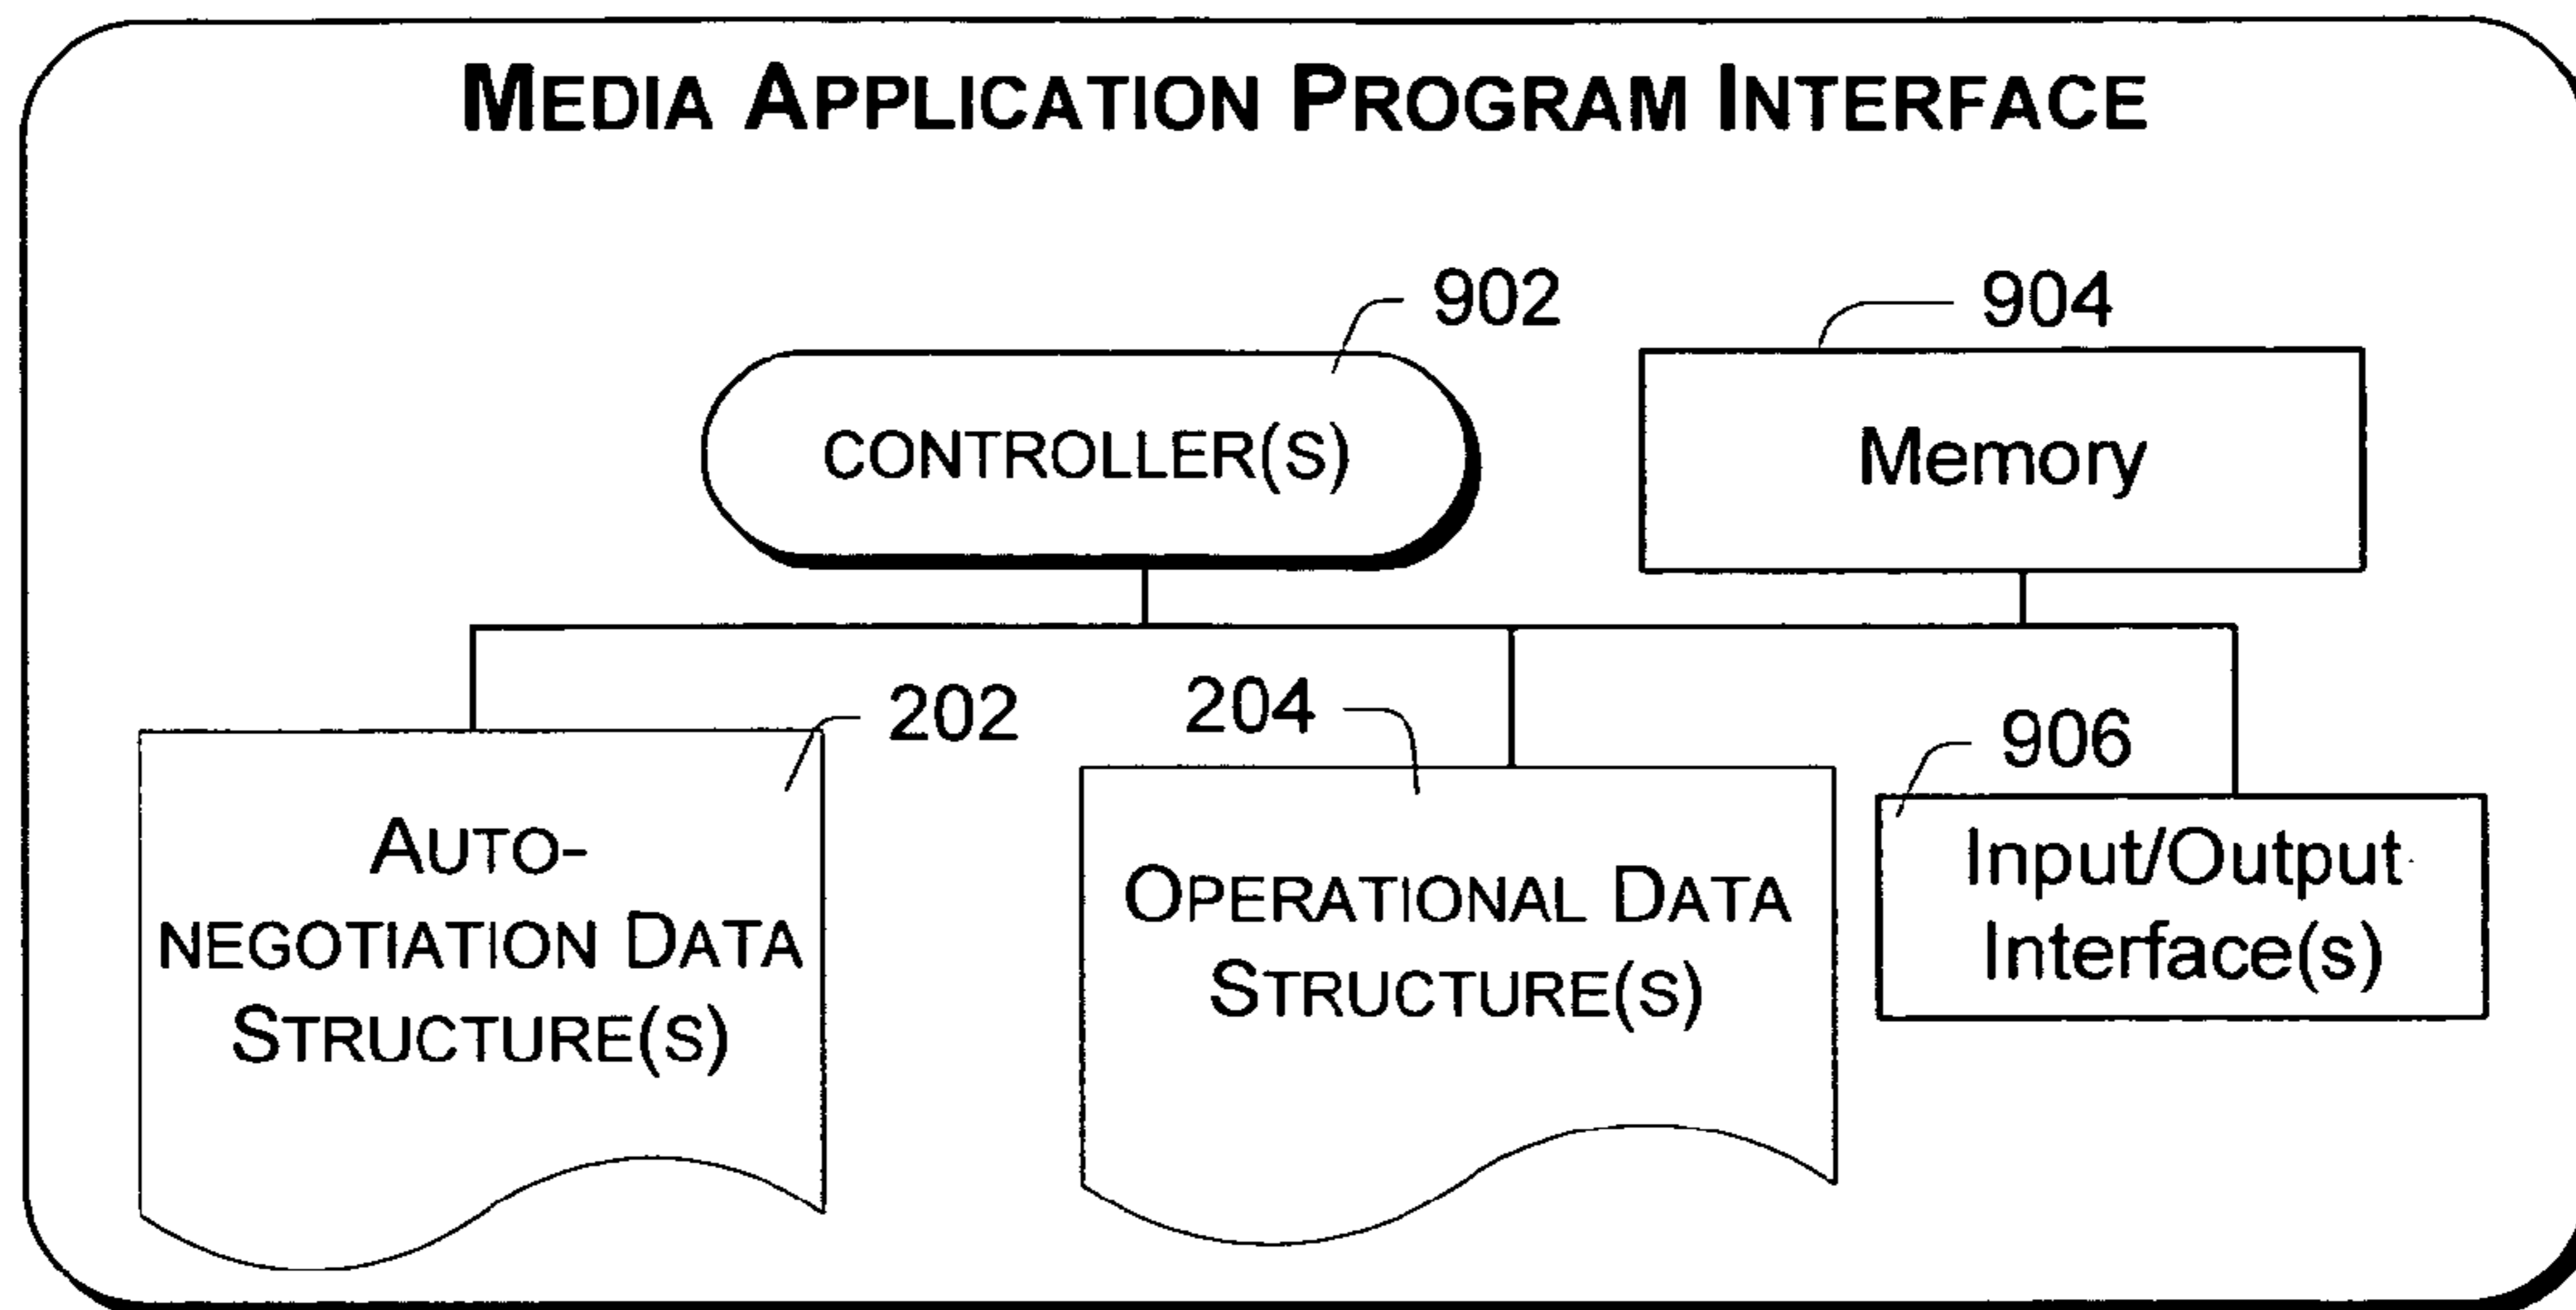 MEDIA APPLICATION PROGRAM INTERFACE
902
904
CONTROLLER(S)
Memory
202
204
906
AUTO-
NEGOTIATION DATA
STRUCTURE(S)
OPERATIONAL DATA
STRUCTURE(S)
Input/Output
Interface(s)